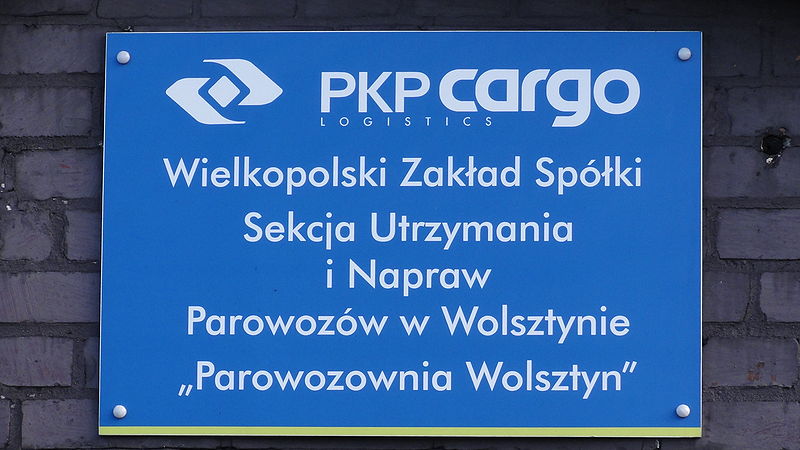 PKP cargo
LOGISTICS
Wielkopolski Zakład Spółki
Sekcja Utrzymania
i Napraw
Parowozów w Wolsztynie
„Parowozownia Wolsztyn”